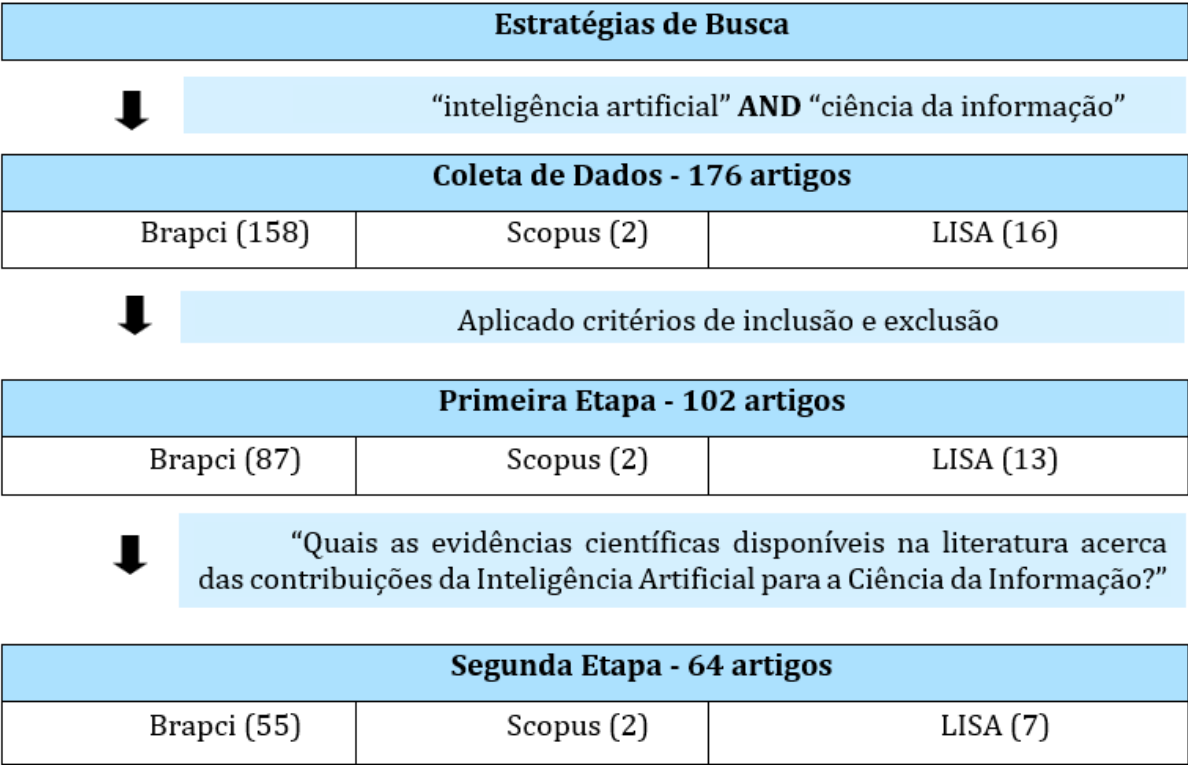 Estratégias de Busca
“inteligência artificial” AND “ciência da informação”
Coleta de Dados - 176 artigos
Brapci (158) Scopus (2) LISA (16)
Aplicado critérios de inclusão e exclusão
Primeira Etapa - 102 artigos
Brapci (87) Scopus (2) LISA (13)
“Quais as evidências científicas disponíveis na literatura acerca
das contribuições da Inteligência Artificial para a Ciência da Informação?”
Segunda Etapa - 64 artigos
Brapci (55) Scopus (2) LISA (7)